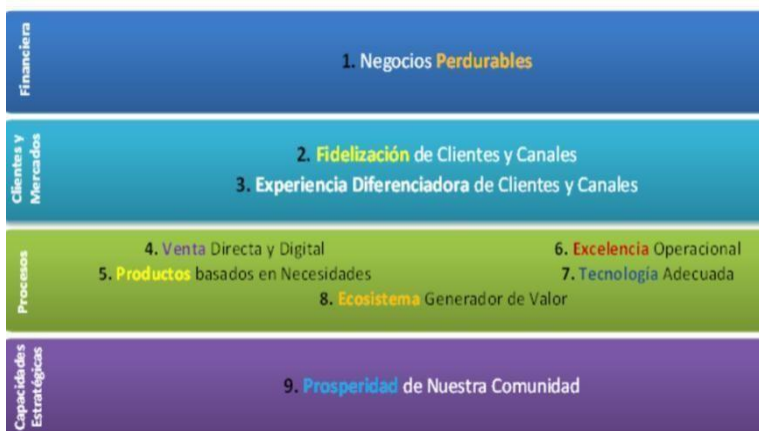 Financiera
1. Negocios Perdurables
Clientes y
Mercados
2. Fidelización de Clientes y Canales
3. Experiencia Diferenciadora de Clientes y Canales
Procesos
4. Venta Directa y Digital
6. Excelencia Operacional
5. Productos basados en Necesidades
7. Tecnología Adecuada
8. Ecosistema Generador de Valor
Capacidades
Estratégicas
9. Prosperidad de Nuestra Comunidad